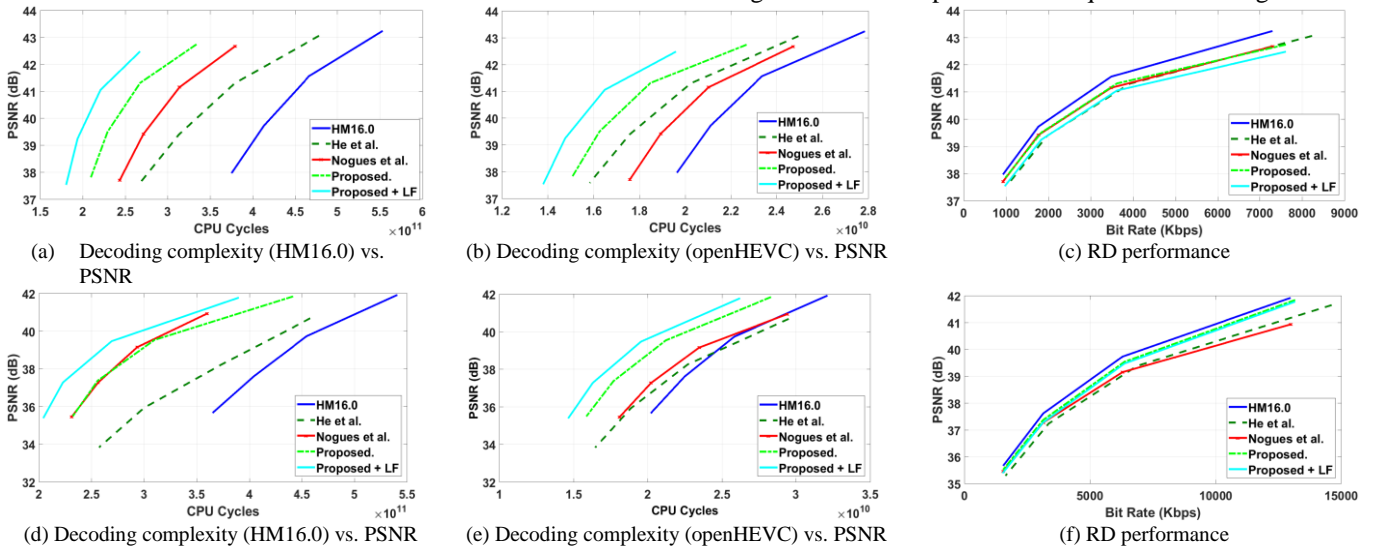 44
43
42
41
40
39
38
37
PSNR (dB)
1.5 2 2.5 3 3.5 4 4.5 5 5.5 6
CPU Cycles
×10^11
HM16.0
He et al.
Nogues et al.
Proposed.
Proposed + LF
(a) Decoding complexity (HM16.0) vs.
PSNR
44
43
42
41
40
39
38
37
PSNR (dB)
1.2 1.4 1.6 1.8 2 2.2 2.4 2.6 2.8
CPU Cycles
×10^10
HM16.0
He et al.
Nogues et al.
Proposed.
Proposed + LF
(b) Decoding complexity (openHEVC) vs. PSNR
44
43
42
41
40
39
38
37
PSNR (dB)
0 1000 2000 3000 4000 5000 6000 7000 8000 9000
Bit Rate (Kbps)
HM16.0
He et al.
Nogues et al.
Proposed.
Proposed + LF
(c) RD performance
42
40
38
36
34
32
PSNR (dB)
2 2.5 3 3.5 4 4.5 5 5.5
CPU Cycles
×10^11
HM16.0
He et al.
Nogues et al.
Proposed.
Proposed + LF
(d) Decoding complexity (HM16.0) vs. PSNR
42
40
38
36
34
32
PSNR (dB)
1 1.5 2 2.5 3 3.5
CPU Cycles
×10^10
HM16.0
He et al.
Nogues et al.
Proposed.
Proposed + LF
(e) Decoding complexity (openHEVC) vs. PSNR
42
41
40
39
38
37
36
35
PSNR (dB)
0 5000 10000 15000
Bit Rate (Kbps)
HM16.0
He et al.
Nogues et al.
Proposed.
Proposed + LF
(f) RD performance